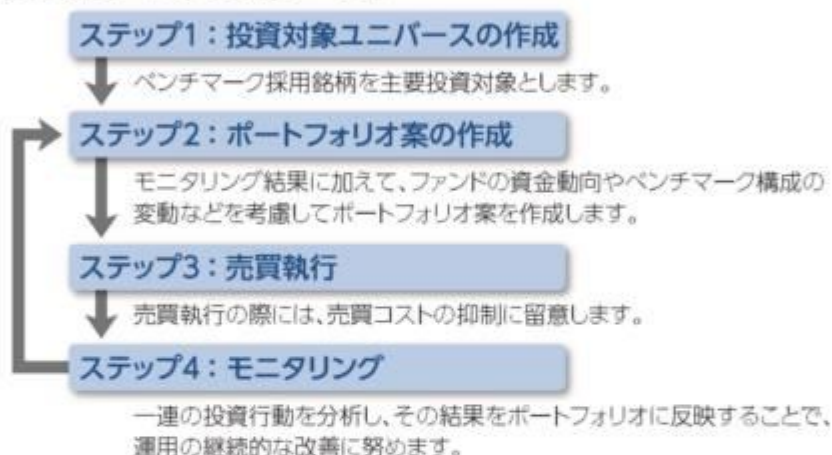 ステップ1：投資対象ユニバースの作成
ベンチマーク採用銘柄を主要投資対象とします。
ステップ2：ポートフォリオ案の作成
モニタリング結果に加えて、ファンドの資金動向やベンチマーク構成の
変動などを考慮してポートフォリオ案を作成します。
ステップ3：売買執行
売買執行の際には、売買コストの抑制に留意します。
ステップ4：モニタリング
一連の投資行動を分析し、その結果をポートフォリオに反映することで、
運用の継続的な改善に努めます。